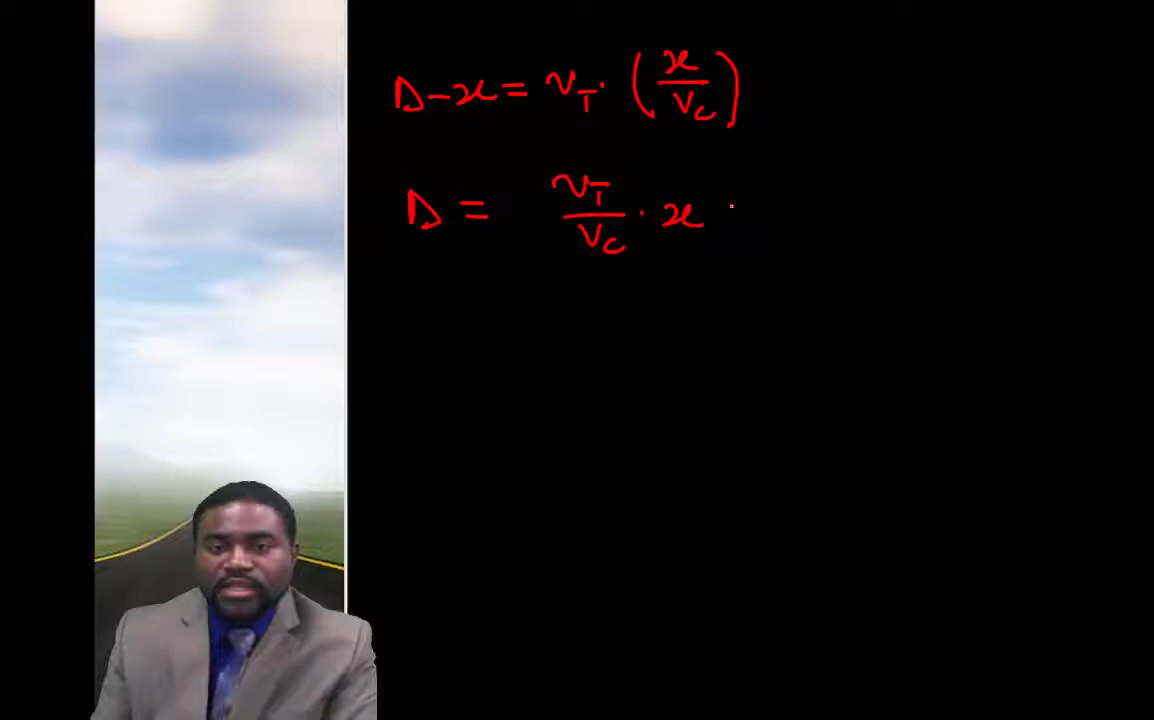 D-x = v_T · (x/v_c)
D = v_T/v_c · x